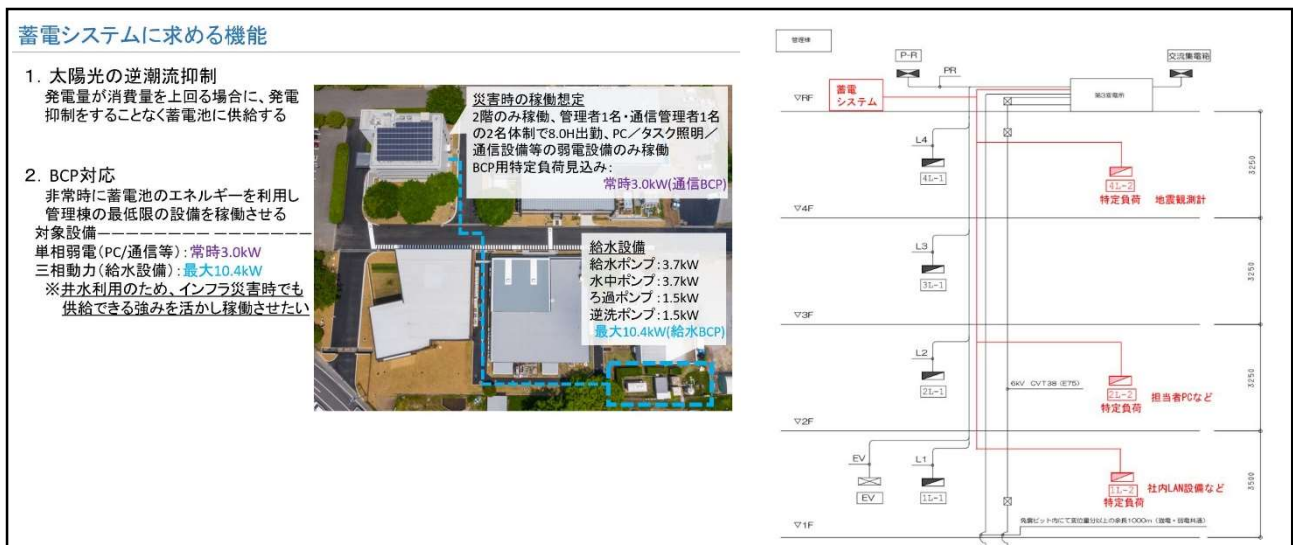 蓄電システムに求める機能
1. 太陽光の逆潮流抑制
発電量が消費量を上回る場合に、発電
抑制をすることなく蓄電池に供給する
2. BCP対応
非常時に蓄電池のエネルギーを利用し
管理棟の最低限の設備を稼働させる
対象設備
単相弱電(PC/通信等):常時3.0kW
三相動力(給水設備):最大10.4kW
※井水利用のため、インフラ災害時でも
供給できる強みを活かし稼働させたい
災害時の稼働想定
2階のみ稼働、管理者1名・通信管理者1名
の2名体制で8.0H出勤、PC/タスク照明/
通信設備等の弱電設備のみ稼働
BCP用特定負荷見込み:
常時3.0kW(通信BCP)
給水設備
給水ポンプ:3.7kW
水中ポンプ:3.7kW
ろ過ポンプ:1.5kW
逆洗ポンプ:1.5kW
最大10.4kW(給水BCP)
管理棟
P-R
PR
交流集電箱
▽RF
蓄電
システム
第3変電所
L4
4L-1
4L-2
特定負荷 地震観測計
3250
▽4F
L3
3L-1
3250
▽3F
L2
2L-1
6kV CVT38 (E75)
2L-2
特定負荷
担当者PCなど
3250
▽2F
EV
EV
L1
1L-1
1L-2
特定負荷
社内LAN設備など
3500
▽1F